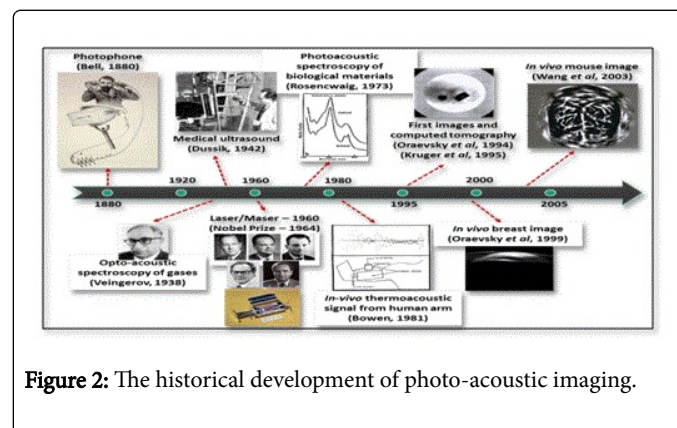 Photophone
(Bell, 1880)
Medical ultrasound
(Dussik, 1942)
Photoacoustic
spectroscopy of
biological materials
(Rosencwaig, 1973)
First images and
computed tomography
(Oraevsky et al, 1994)
(Kruger et al, 1995)
In vivo mouse image
(Wang et al, 2003)
1880
1920
1960
1980
1995
2000
2005
Opto-acoustic
spectroscopy of gases
(Veingerov, 1938)
Laser/Maser – 1960
(Nobel Prize – 1964)
In-vivo thermoacoustic
signal from human arm
(Bowen, 1981)
In vivo breast image
(Oraevsky et al, 1999)
Figure 2: The historical development of photo-acoustic imaging.